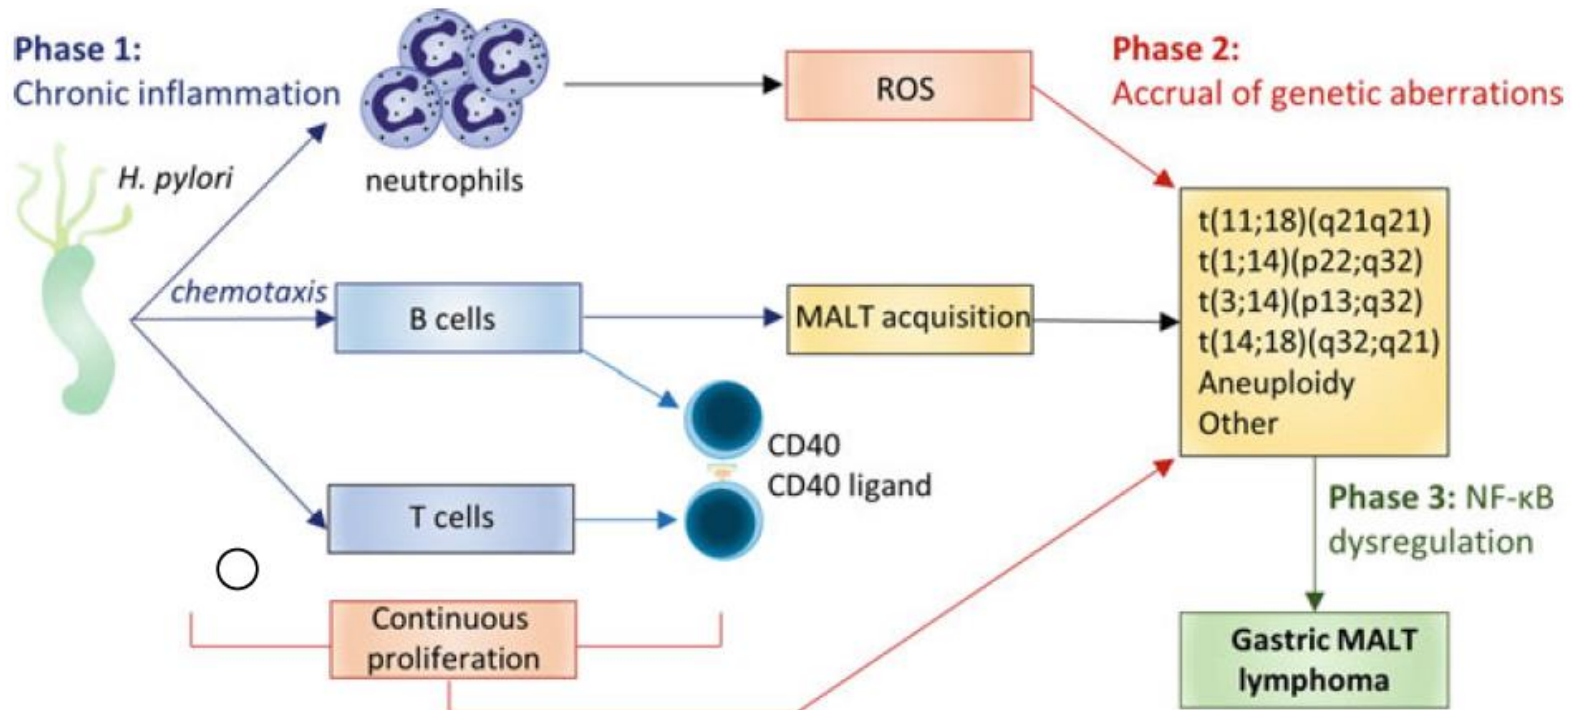 Phase 1:
Chronic inflammation
H. pylori
neutrophils
ROS
Phase 2:
Accrual of genetic aberrations
chemotaxis
B cells
MALT acquisition
t(11;18)(q21q21)
t(1;14)(p22;q32)
t(3;14)(p13;q32)
t(14;18)(q32;q21)
Aneuploidy
Other
CD40
CD40 ligand
T cells
Phase 3: NF-κB
dysregulation
Continuous
proliferation
Gastric MALT
lymphoma